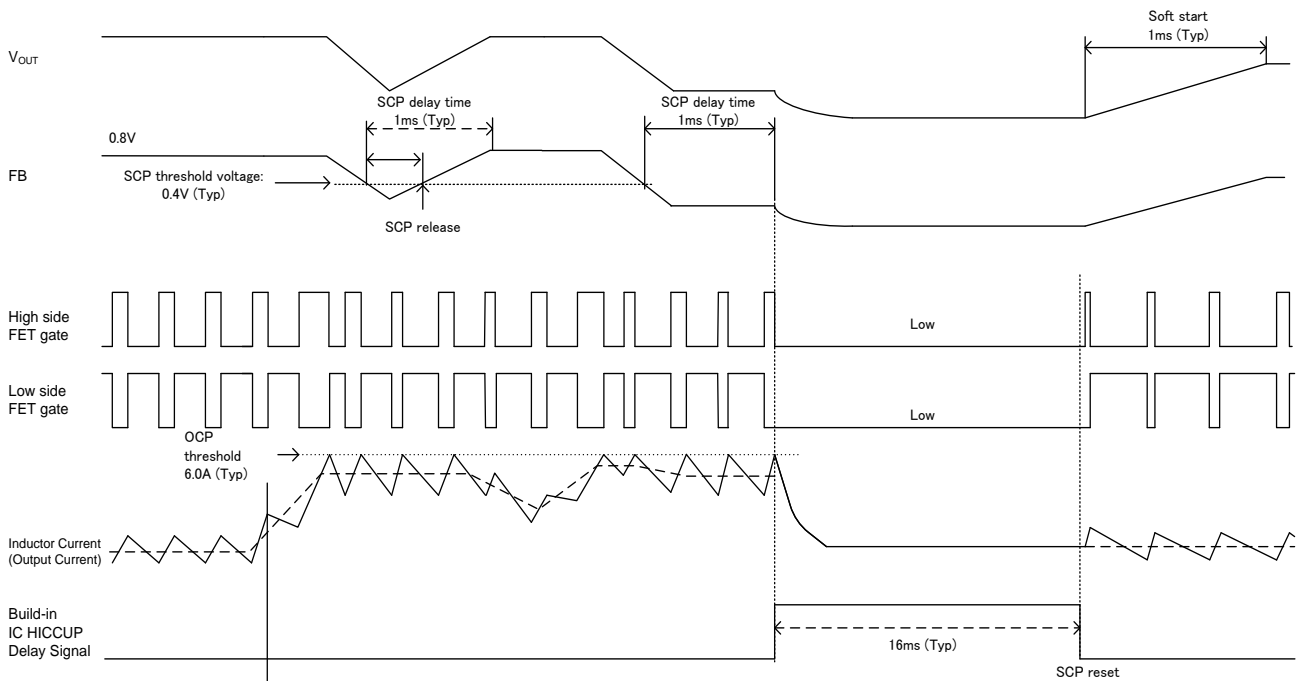 Soft start
1ms (Typ)
VOUT
SCP delay time
1ms (Typ)
SCP delay time
1ms (Typ)
0.8V
FB
SCP threshold voltage:
0.4V (Typ)
SCP release
High side
FET gate
Low
Low side
FET gate
Low
OCP
threshold
6.0A (Typ)
Inductor Current
(Output Current)
Build-in
IC HICCUP
Delay Signal
16ms (Typ)
SCP reset